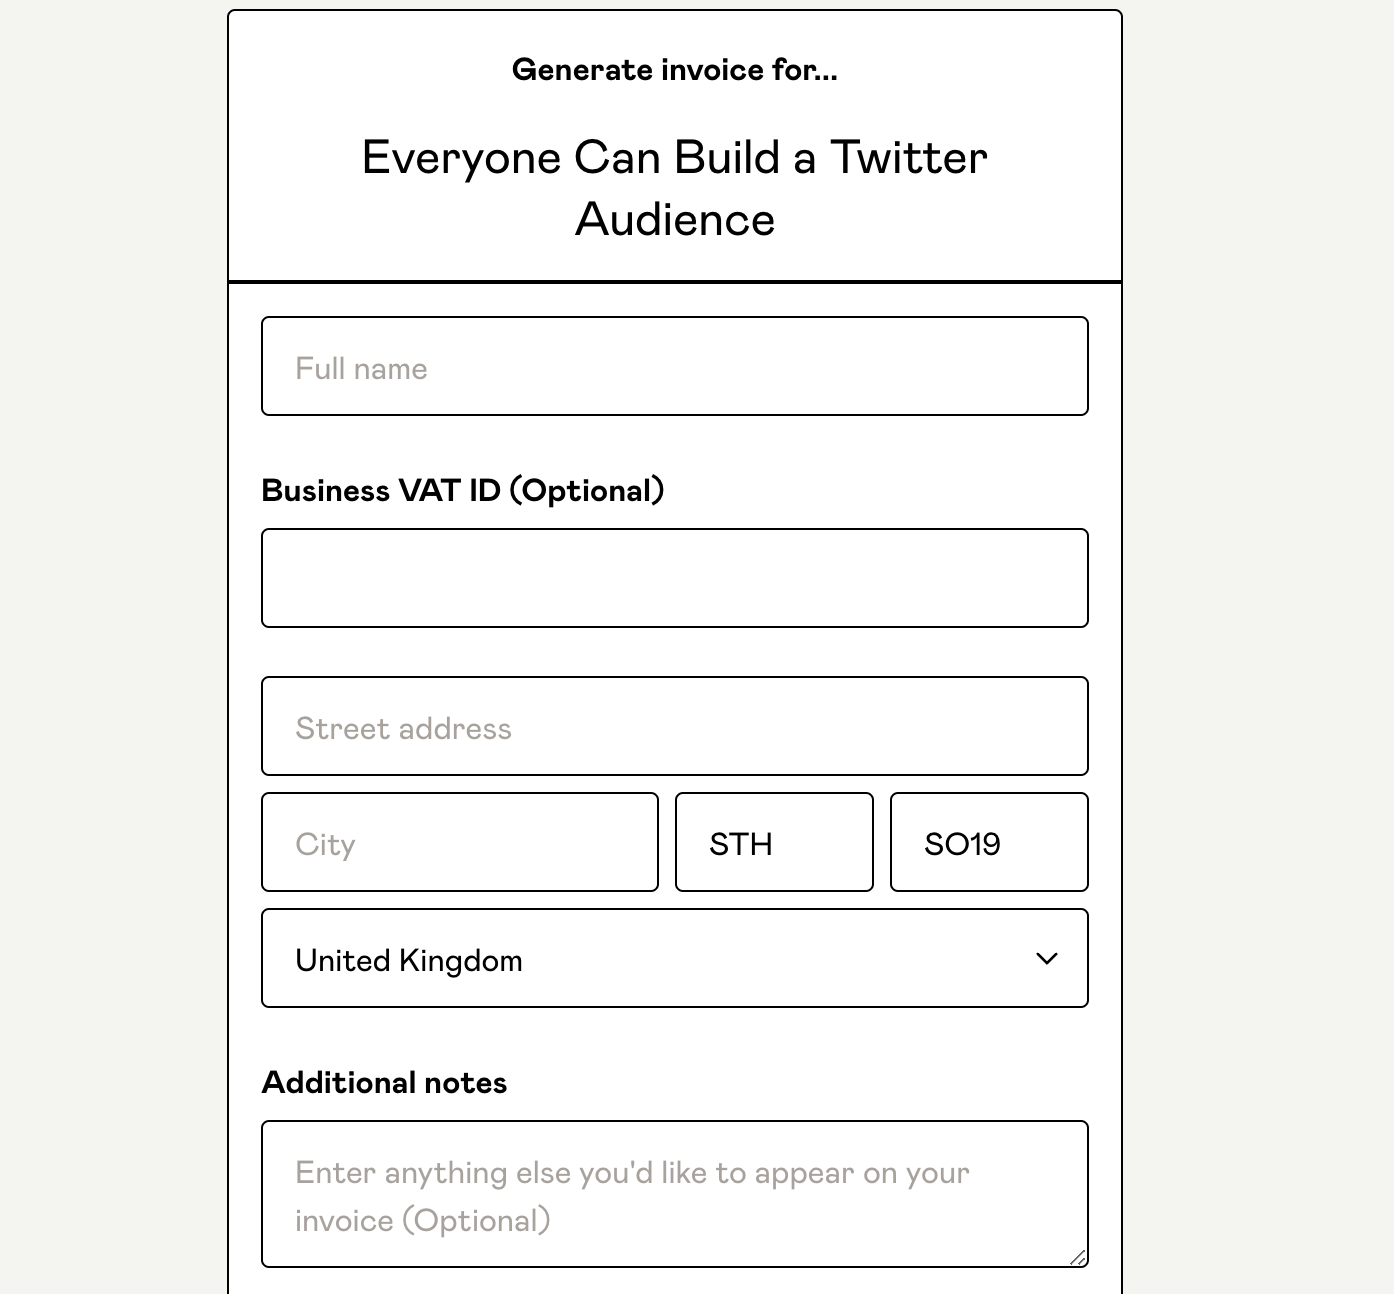 Generate invoice for...
Everyone Can Build a Twitter
Audience
Full name
Business VAT ID (Optional)
Street address
City STH SO19
United Kingdom
Additional notes
Enter anything else you'd like to appear on your
invoice (Optional)